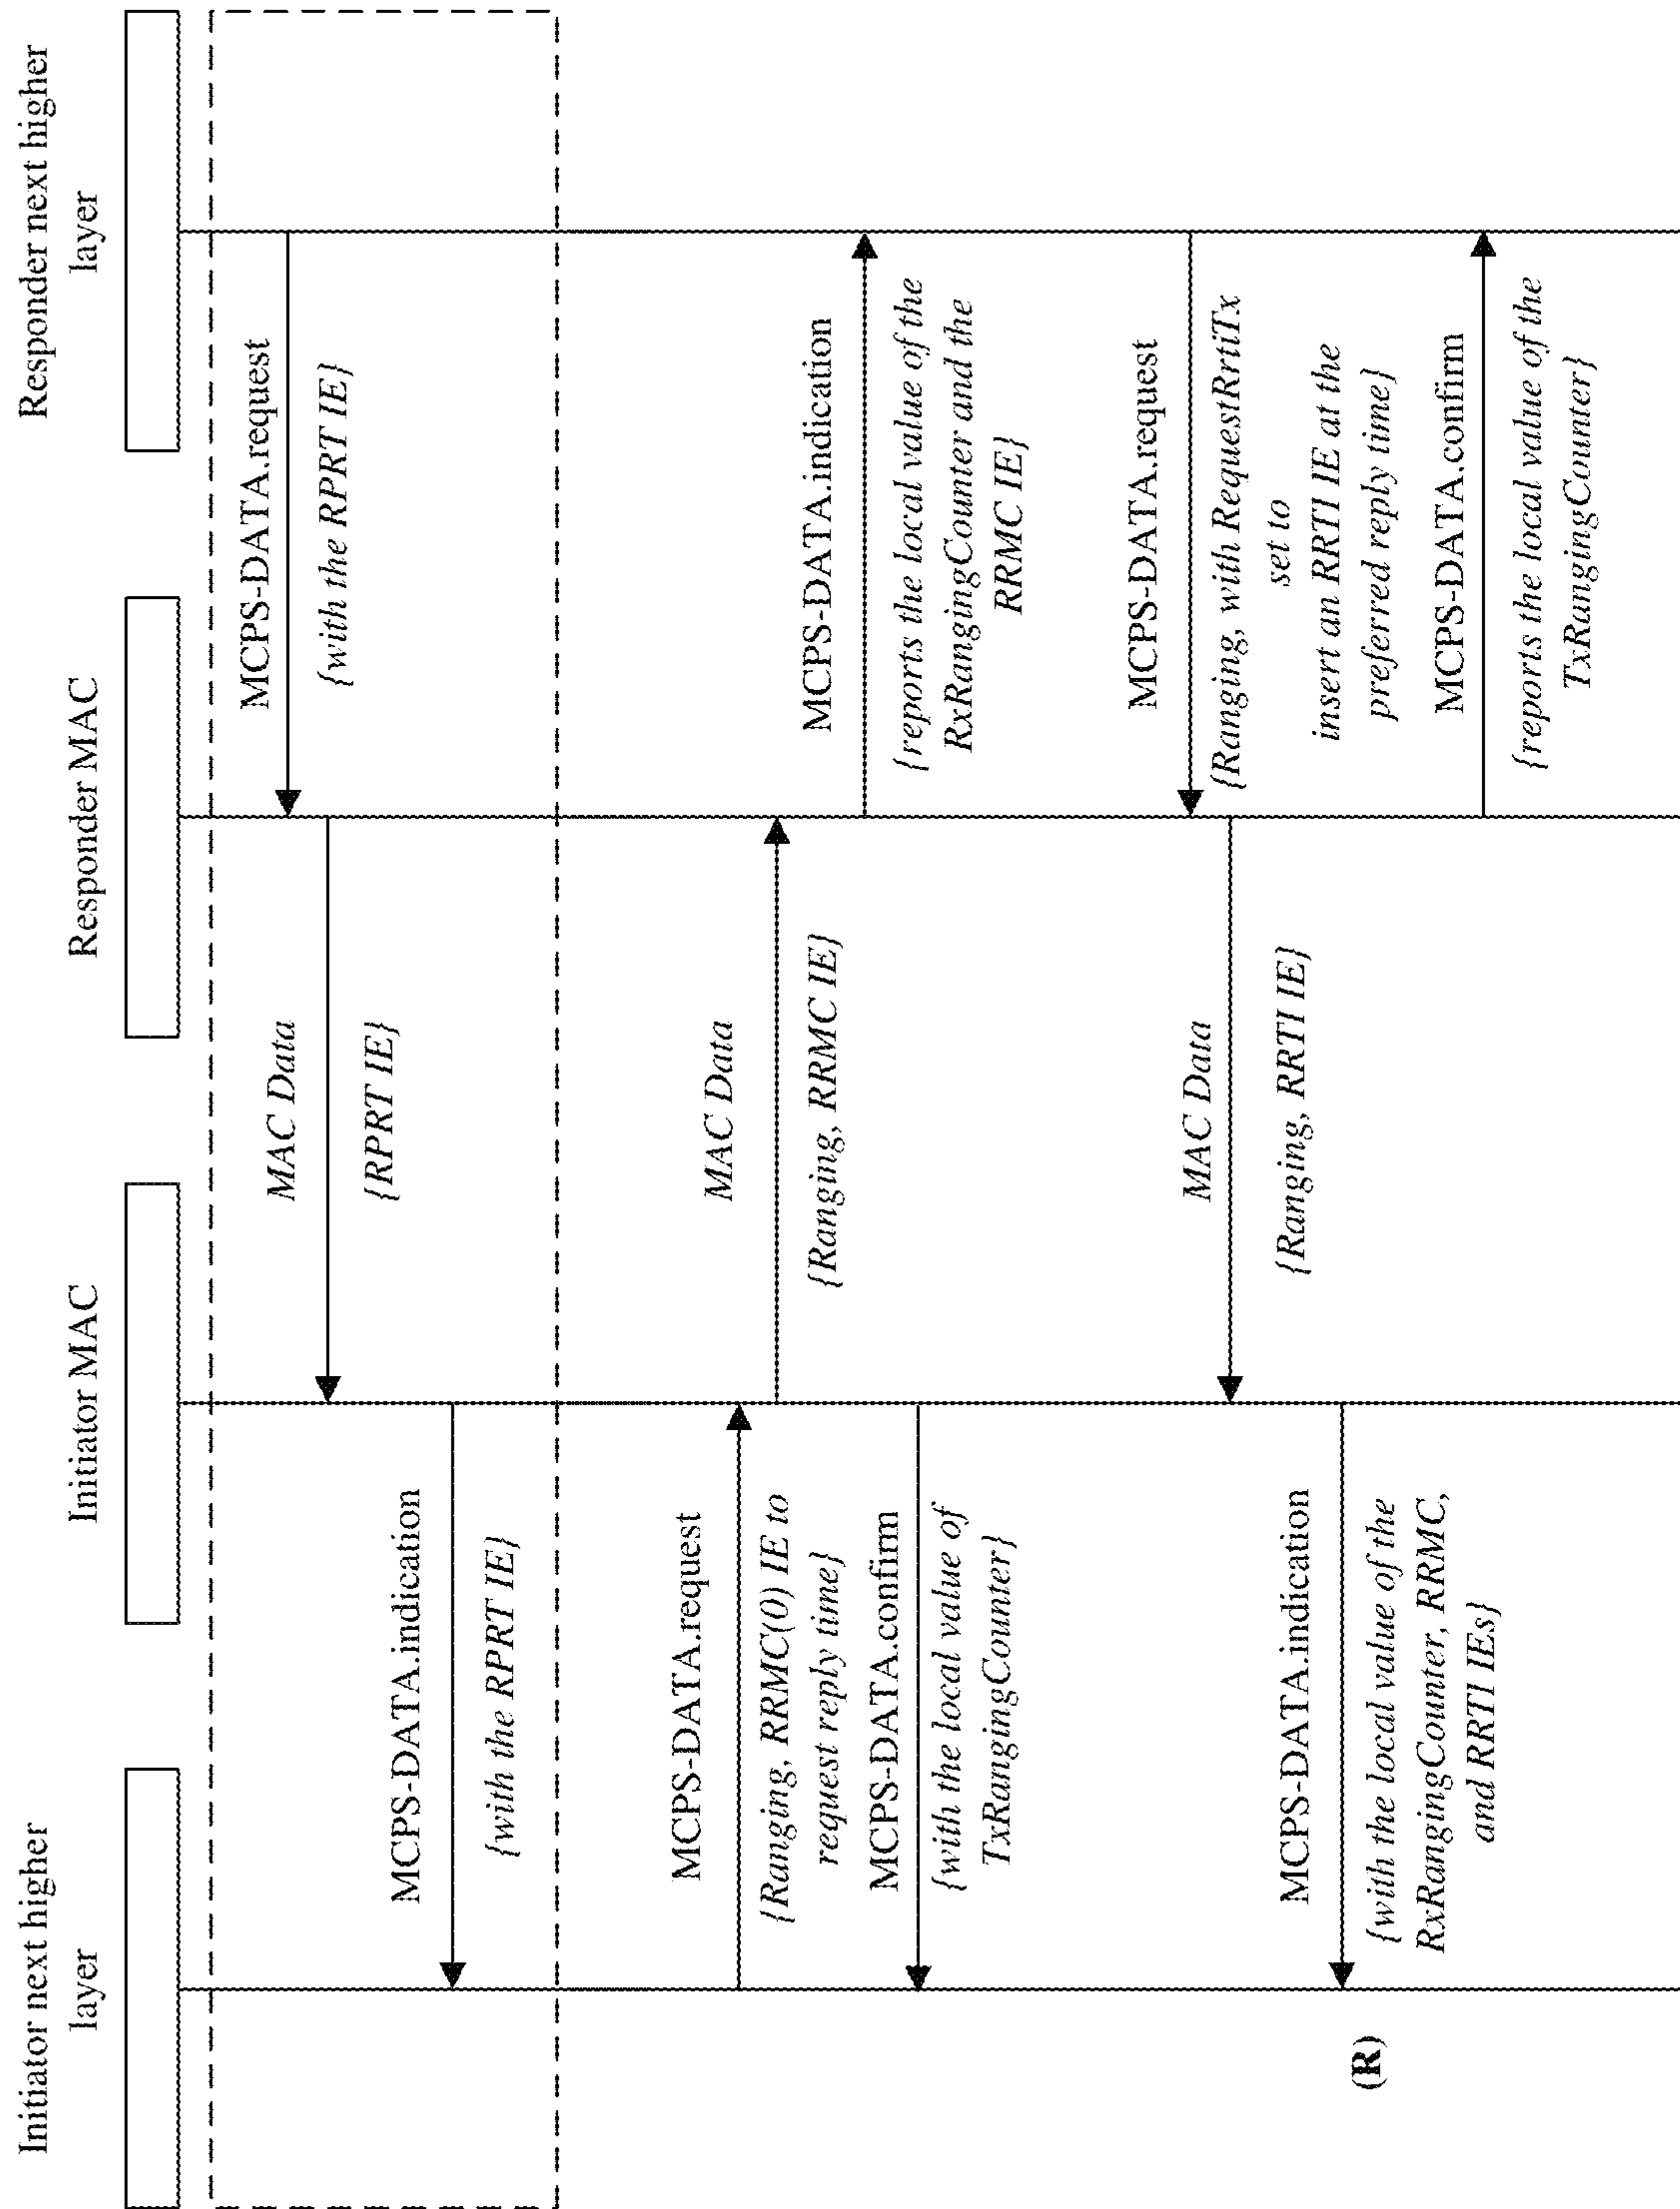 Initiator next higher
layer
Initiator MAC
Responder MAC
Responder next higher
layer
MCPS-DATA.request
{with the RPRT IE}
MAC Data
{RPRT IE}
MCPS-DATA.indication
{with the RPRT IE}
MCPS-DATA.request
{Ranging, RRMC(0) IE to
request reply time}
MAC Data
{Ranging, RRMC IE}
MCPS-DATA.indication
{reports the local value of the
RxRangingCounter and the
RRMC IE}
MCPS-DATA.confirm
{with the local value of
TxRangingCounter}
MCPS-DATA.request
{Ranging, with RequestRrtiTx
set to
insert an RRTI IE at the
preferred reply time}
MAC Data
{Ranging, RRTI IE}
MCPS-DATA.indication
{with the local value of the
RxRangingCounter, RRMC,
and RRTI IEs}
(R)
MCPS-DATA.confirm
{reports the local value of the
TxRangingCounter}